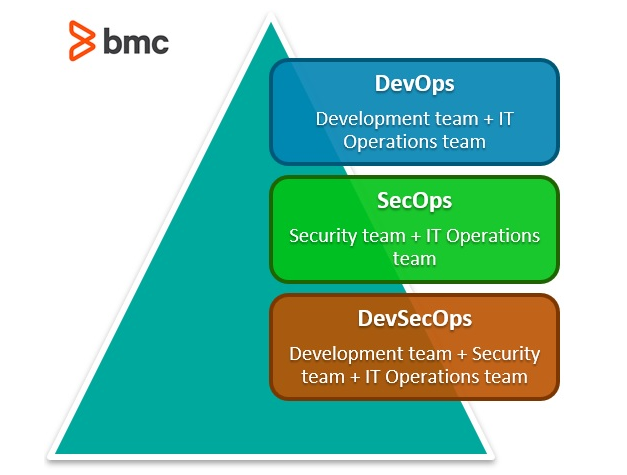 bmc
DevOps
Development team + IT
Operations team
SecOps
Security team + IT Operations
team
DevSecOps
Development team + Security
team + IT Operations team